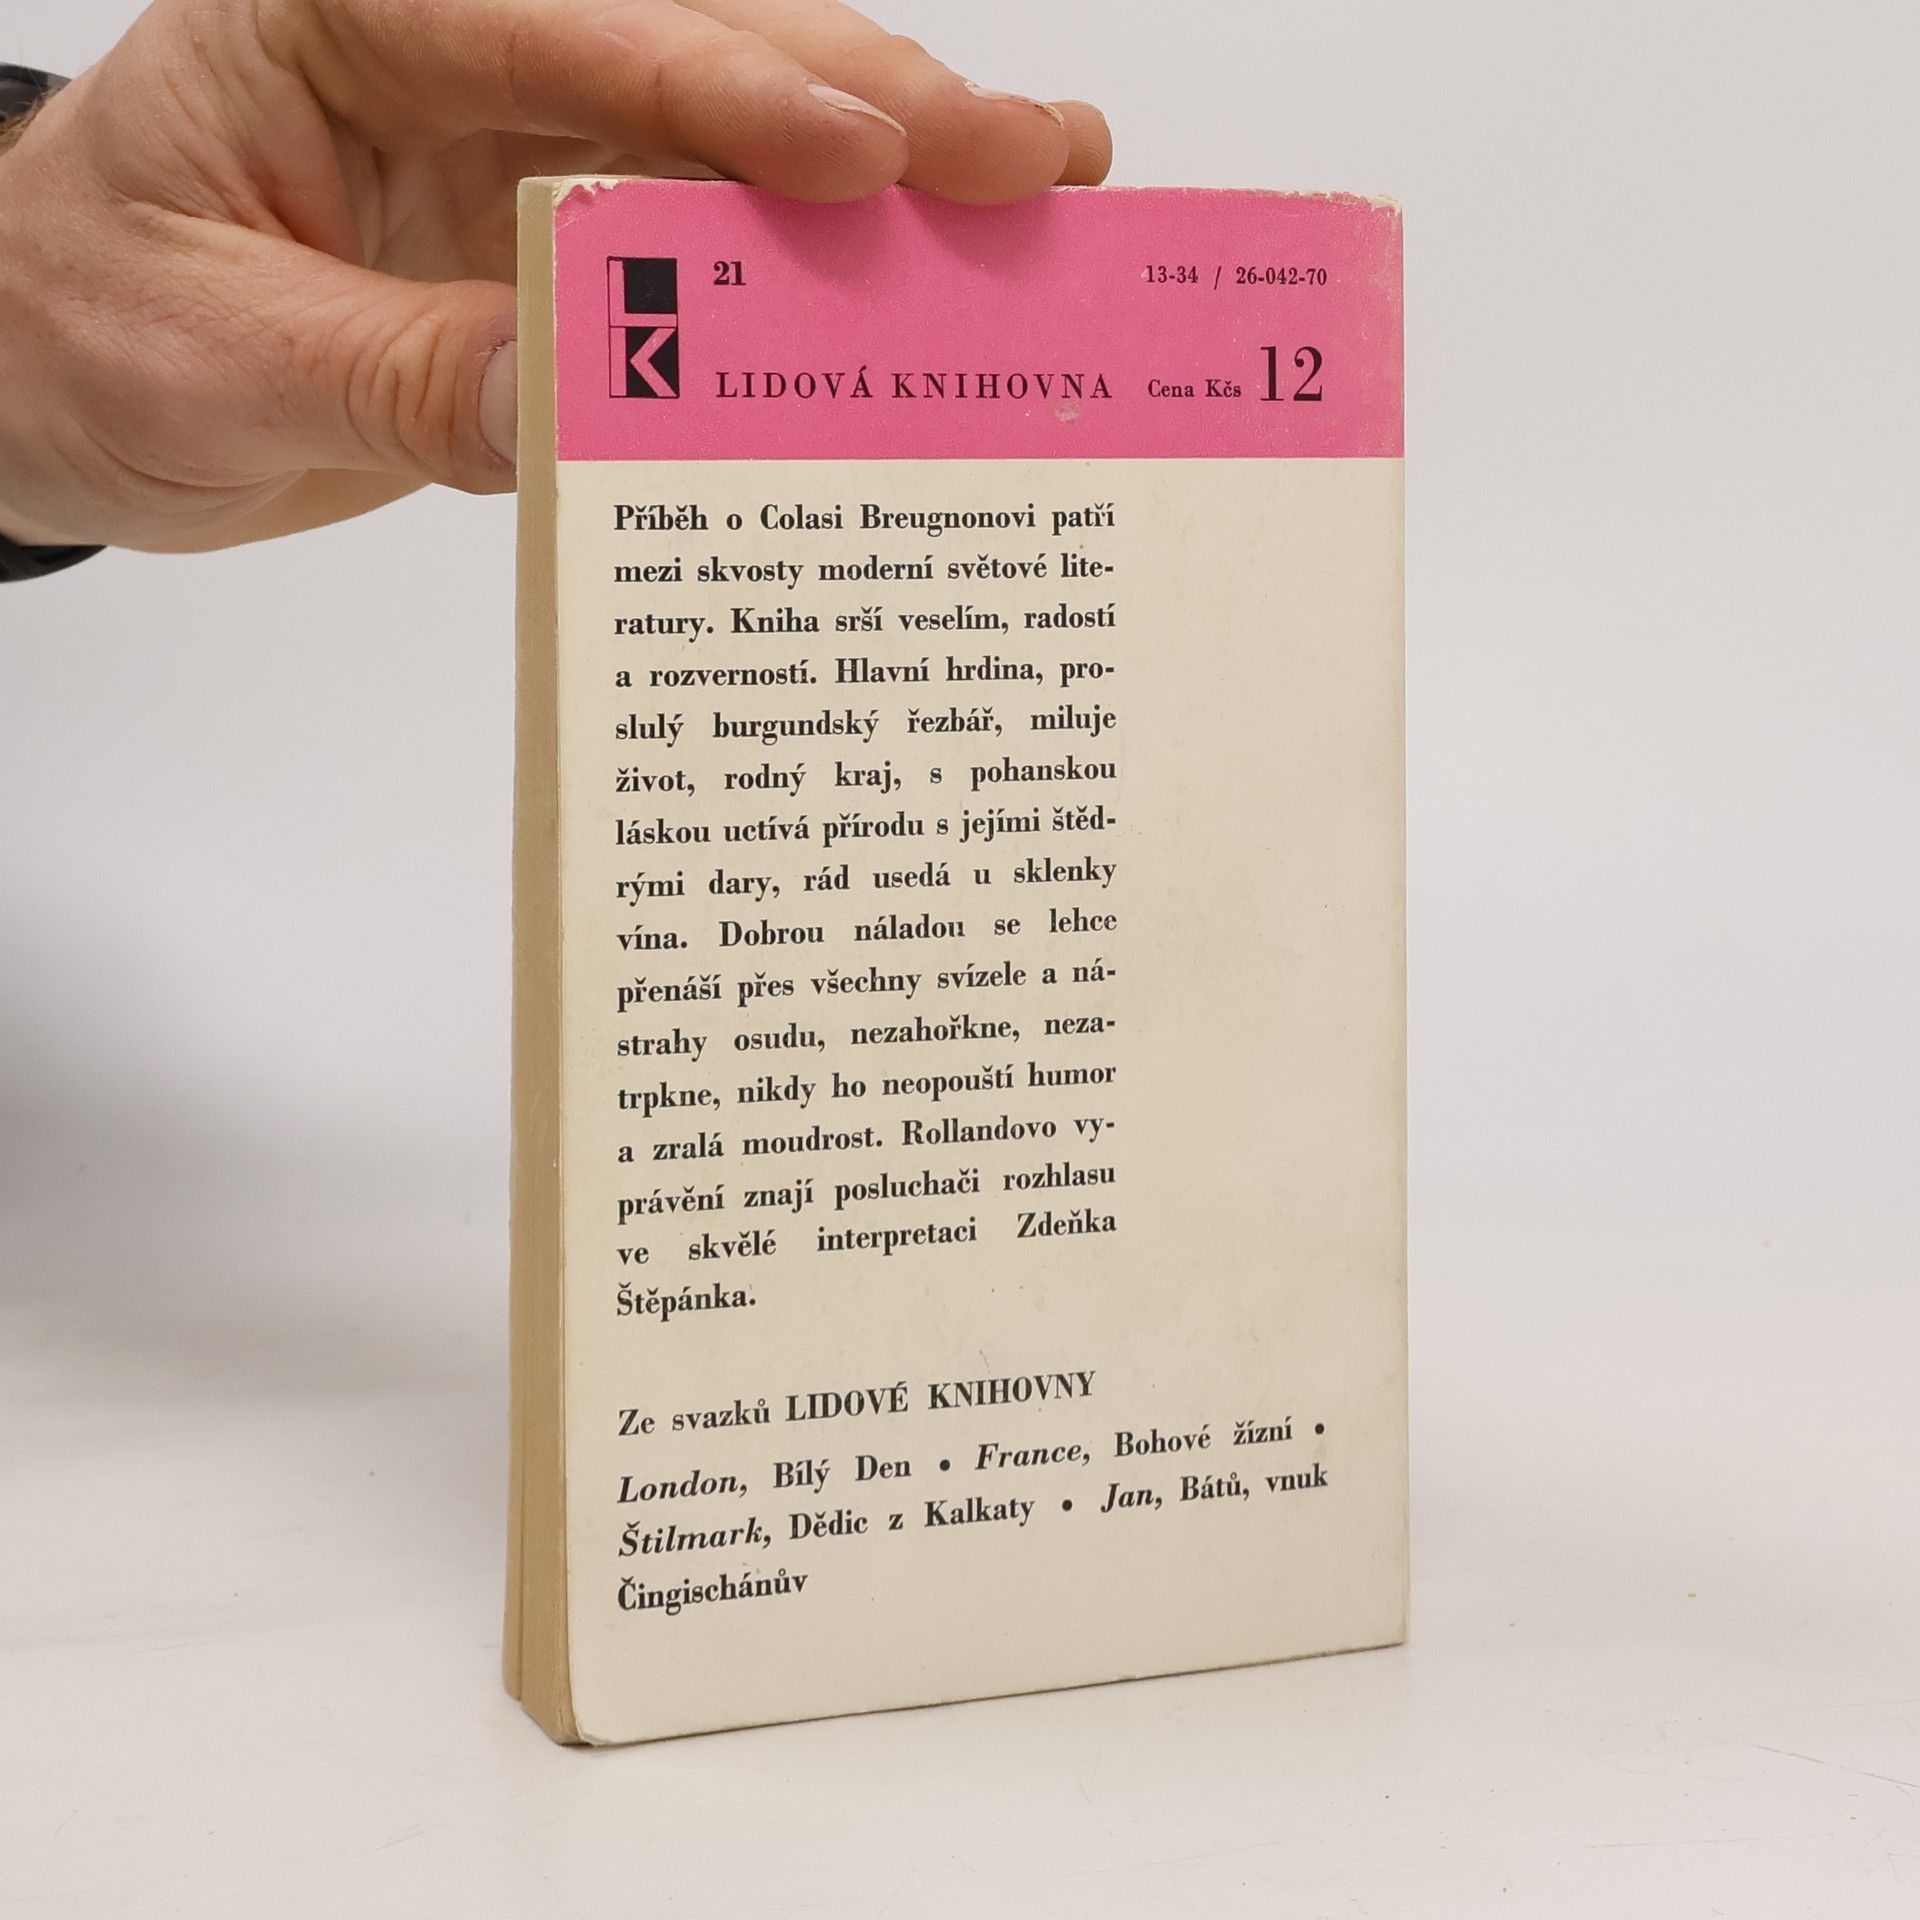 LK
21
13-34 / 26-042-70
LIDOVÁ KNIHOVNA
Cena Kčs 12
Příběh o Colasi Breugnonovi patří
mezi skvosty moderní světové lite-
ratury. Kniha srší veselím, radostí
a rozverností. Hlavní hrdina, pro-
slulý burgundský řezbář, miluje
život, rodný kraj, s pohanskou
láskou uctívá přírodu s jejími štěd-
rými dary, rád usedá u sklenky
vína. Dobrou náladou se lehce
přenáší přes všechny svízele a ná-
strahy osudu, nezahořkne, neza-
trpkne, nikdy ho neopouští humor
a zralá moudrost. Rollandovo vy-
právění znají posluchači rozhlasu
ve skvělé interpretaci Zdeňka
Štěpánka.
Ze svazků LIDOVÉ KNIHOVNY
London, Bílý Den • France, Bohové žízní •
Štilmark, Dědic z Kalkaty • Jan, Bátů, vnuk
Čingischánův